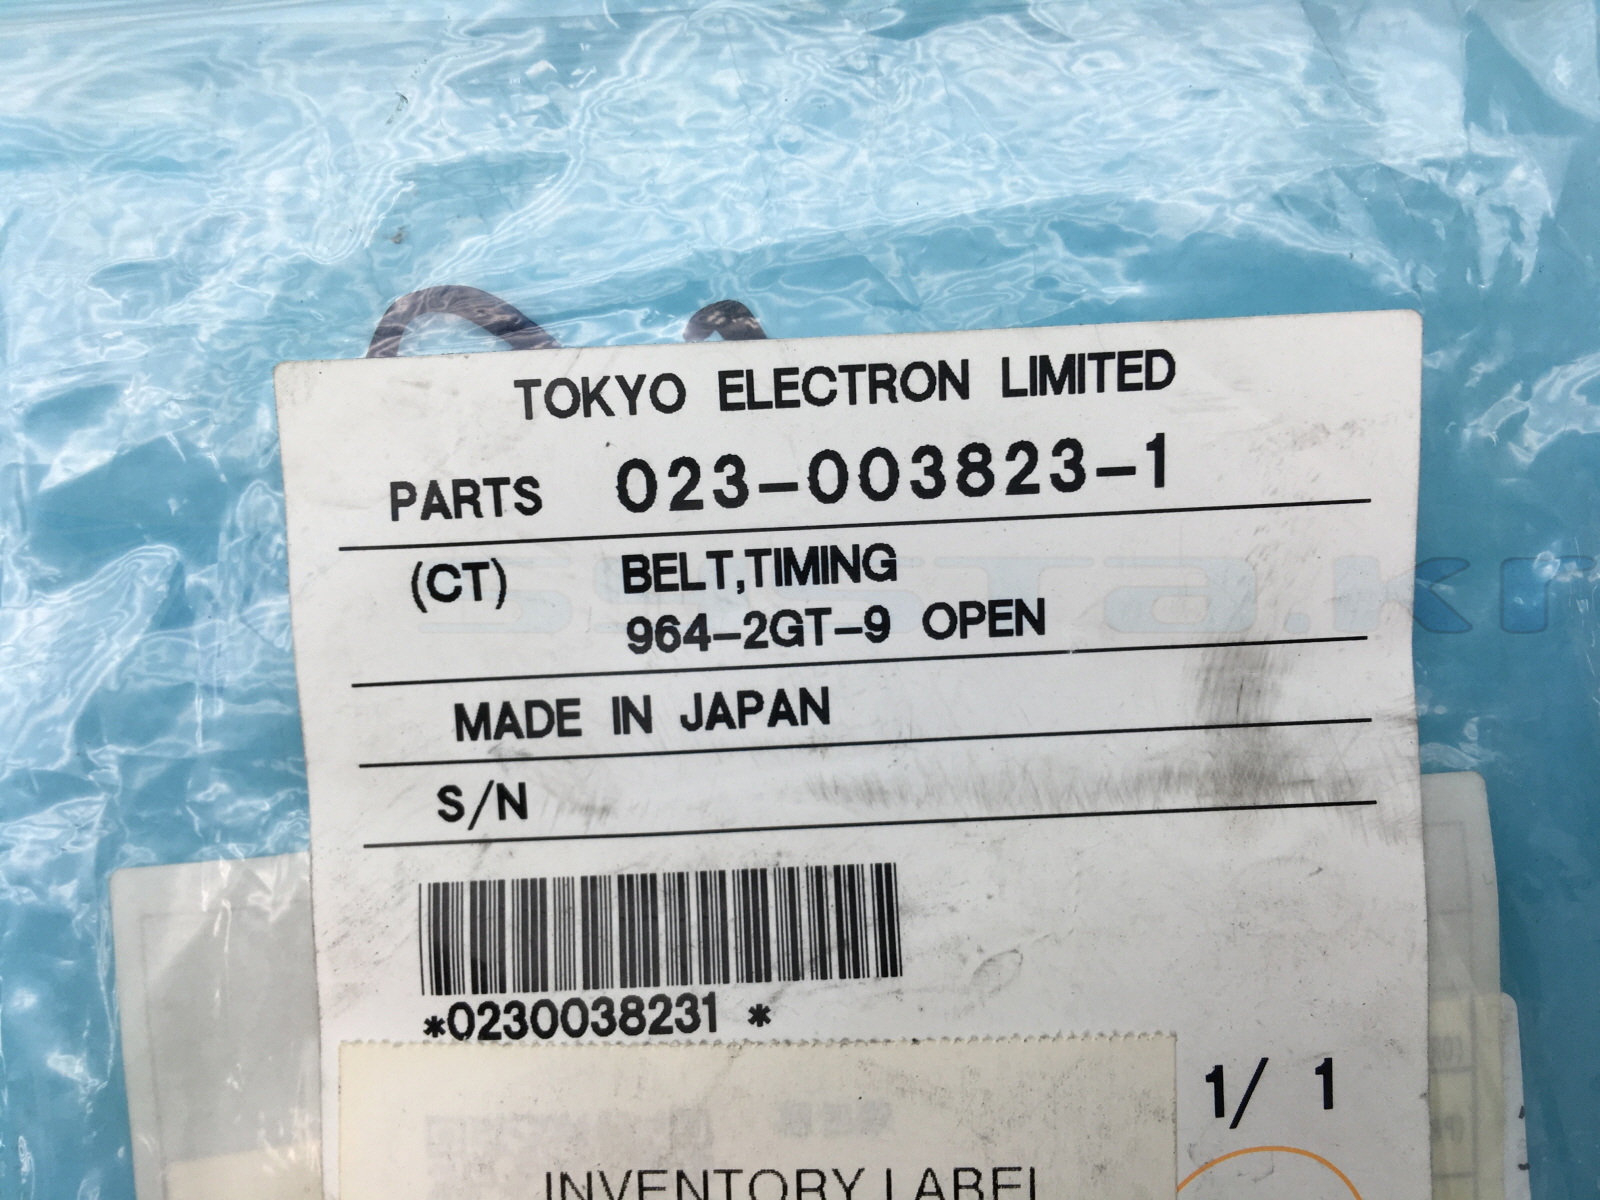 TOKYO ELECTRON LIMITED
PARTS 023-003823-1
(CT) BELT,TIMING
964-2GT-9 OPEN
MADE IN JAPAN
S/N
*0230038231 *
1/ 1
INVENTORY LABEL